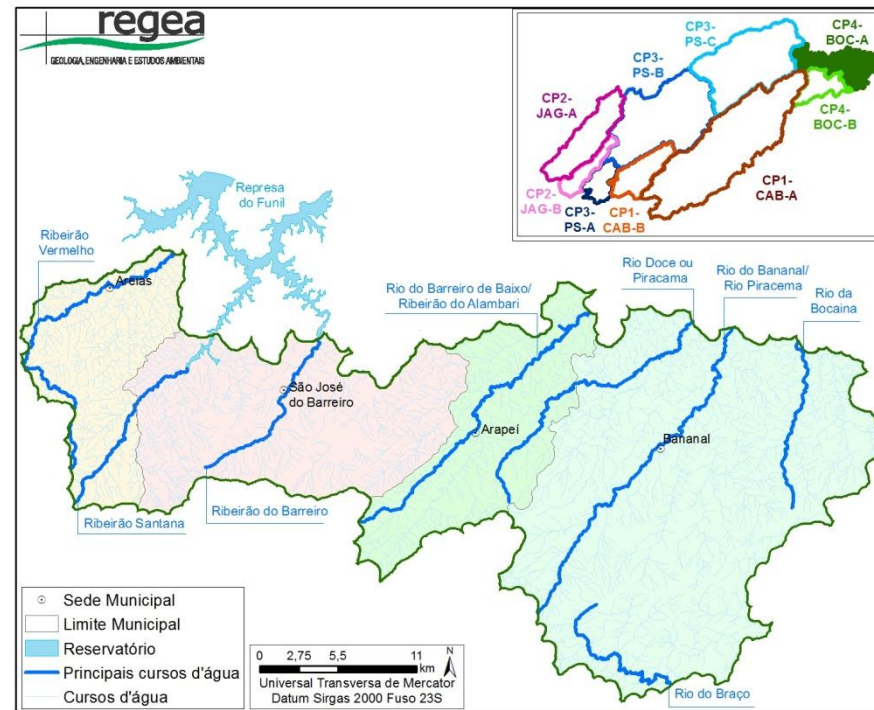 regea
GEOLOGIA, ENGENHARIA E ESTUDOS AMBIENTAIS
CP3-
PS-C
CP4-
BOC-A
CP3-
PS-B
CP2-
JAG-A
CP4-
BOC-B
CP1-
CAB-A
CP2-
JAG-B
CP3-
PS-A
CP1-
CAB-B
Represa
do Funil
Ribeirão
Vermelho
Areias
Rio do Barreiro de Baixo/
Ribeirão do Alambari
Rio Doce ou
Piracama
Rio do Bananal/
Rio Piracema
Rio da
Bocaina
São José
do Barreiro
Arapeí
Bananal
Ribeirão Santana
Ribeirão do Barreiro
Rio do Braço
Sede Municipal
Limite Municipal
Reservatório
Principais cursos d'água
Cursos d'água
0 2,75 5,5 11
km
N
Universal Transversa de Mercator
Datum Sirgas 2000 Fuso 23S